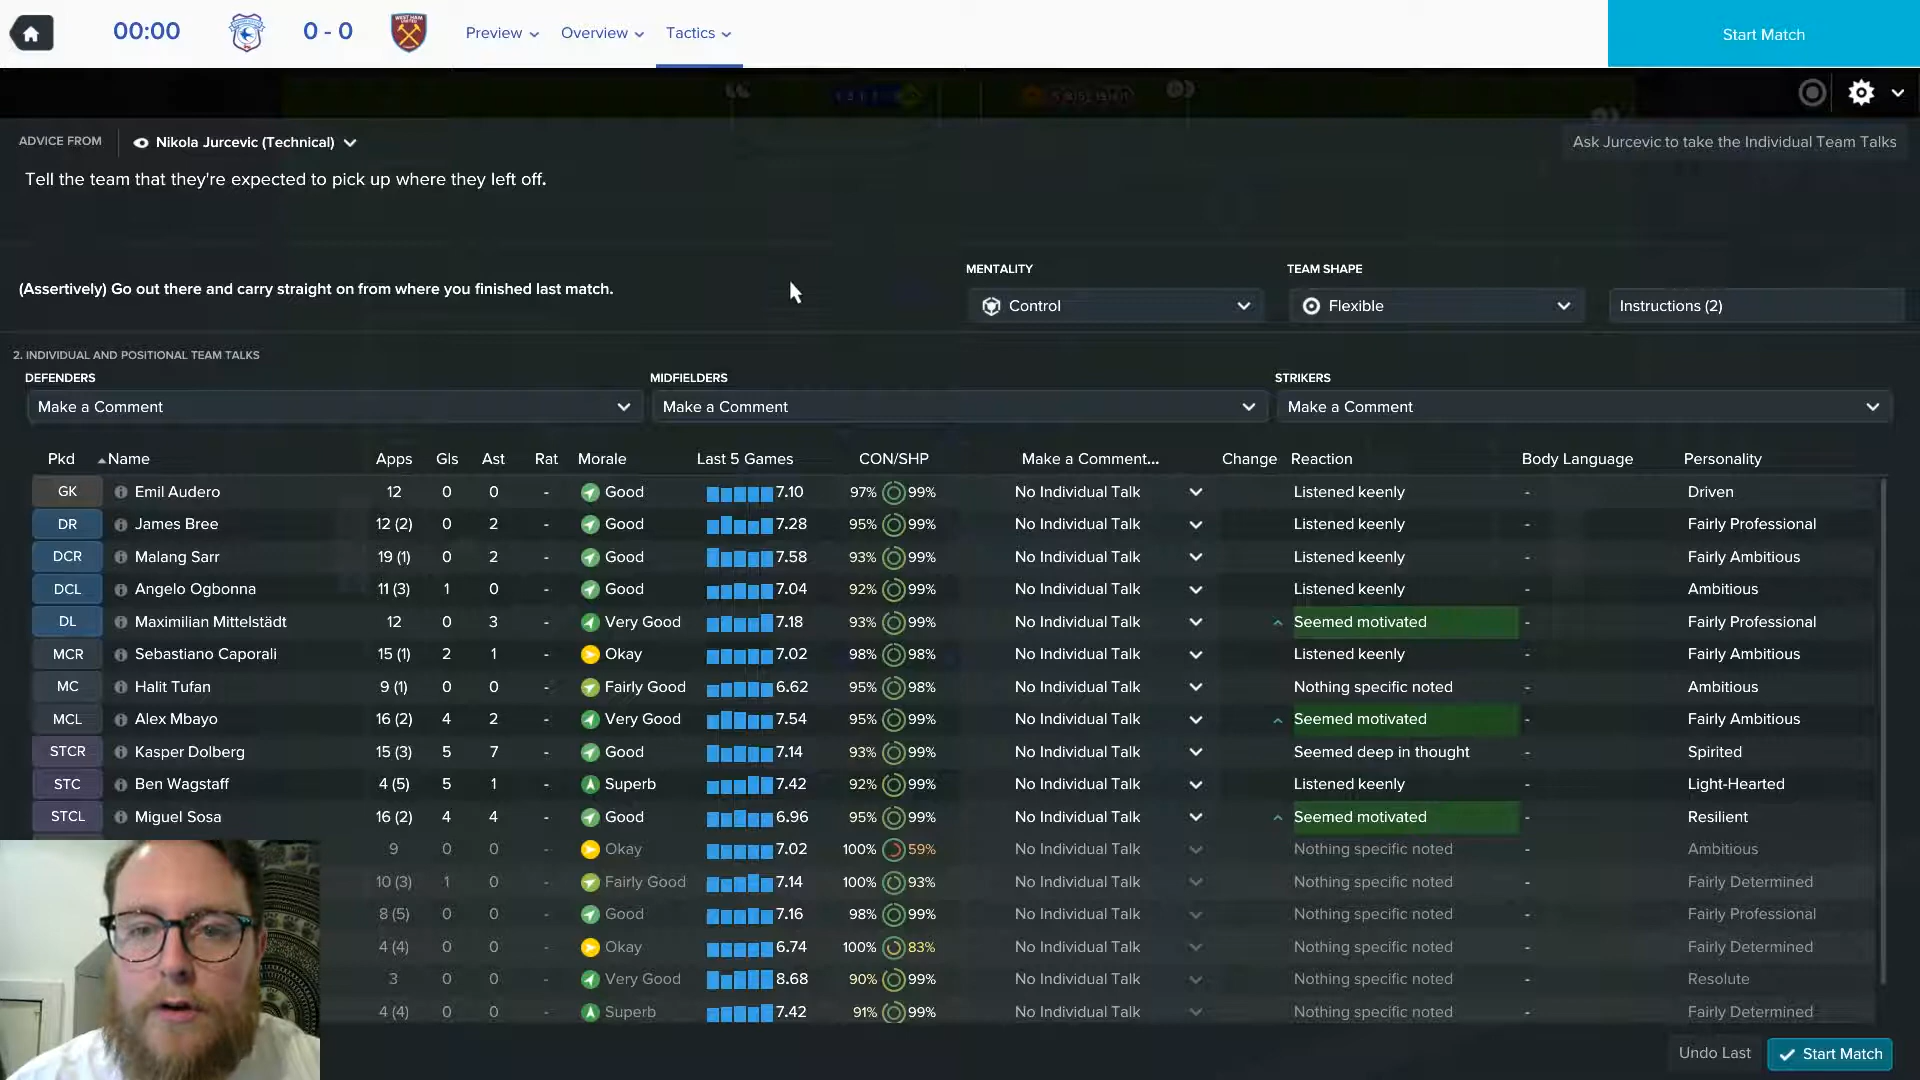 00:00 0 - 0 Preview Overview Tactics Start Match
ADVICE FROM Nikola Jurcevic (Technical) Ask Jurcevic to take the Individual Team Talks
Tell the team that they're expected to pick up where they left off.
MENTALITY TEAM SHAPE
(Assertively) Go out there and carry straight on from where you finished last match. Control Flexible Instructions (2)
2. INDIVIDUAL AND POSITIONAL TEAM TALKS
DEFENDERS MIDFIELDERS STRIKERS
Make a Comment Make a Comment Make a Comment
Pkd Name Apps Gls Ast Rat Morale Last 5 Games CON/SHP Make a Comment... Change Reaction Body Language Personality
GK Emil Audero 12 0 0 - Good 7.10 97% 99% No Individual Talk Listened keenly - Driven
DR James Bree 12 (2) 0 2 - Good 7.28 95% 99% No Individual Talk Listened keenly - Fairly Professional
DCR Malang Sarr 19 (1) 0 2 - Good 7.58 93% 99% No Individual Talk Listened keenly - Fairly Ambitious
DCL Angelo Ogbonna 11 (3) 1 0 - Good 7.04 92% 99% No Individual Talk Listened keenly - Ambitious
DL Maximilian Mittelstädt 12 0 3 - Very Good 7.18 93% 99% No Individual Talk Seemed motivated - Fairly Professional
MCR Sebastiano Caporali 15 (1) 2 1 - Okay 7.02 98% 98% No Individual Talk Listened keenly - Fairly Ambitious
MC Halit Tufan 9 (1) 0 0 - Fairly Good 6.62 95% 98% No Individual Talk Nothing specific noted - Ambitious
MCL Alex Mbayo 16 (2) 4 2 - Very Good 7.54 95% 99% No Individual Talk Seemed motivated - Fairly Ambitious
STCR Kasper Dolberg 15 (3) 5 7 - Good 7.14 93% 99% No Individual Talk Seemed deep in thought - Spirited
STC Ben Wagstaff 4 (5) 5 1 - Superb 7.42 92% 99% No Individual Talk Listened keenly - Light-Hearted
STCL Miguel Sosa 16 (2) 4 4 - Good 6.96 95% 99% No Individual Talk Seemed motivated - Resilient
9 0 0 - Okay 7.02 100% 59% No Individual Talk Nothing specific noted - Ambitious
10 (3) 1 0 - Fairly Good 7.14 100% 93% No Individual Talk Nothing specific noted - Fairly Determined
8 (5) 0 0 - Good 7.16 98% 99% No Individual Talk Nothing specific noted - Fairly Professional
4 (4) 0 0 - Okay 6.74 100% 83% No Individual Talk Nothing specific noted - Fairly Determined
3 0 0 - Very Good 8.68 90% 99% No Individual Talk Nothing specific noted - Resolute
4 (4) 0 0 - Superb 7.42 91% 99% No Individual Talk Nothing specific noted - Fairly Determined
Undo Last Start Match